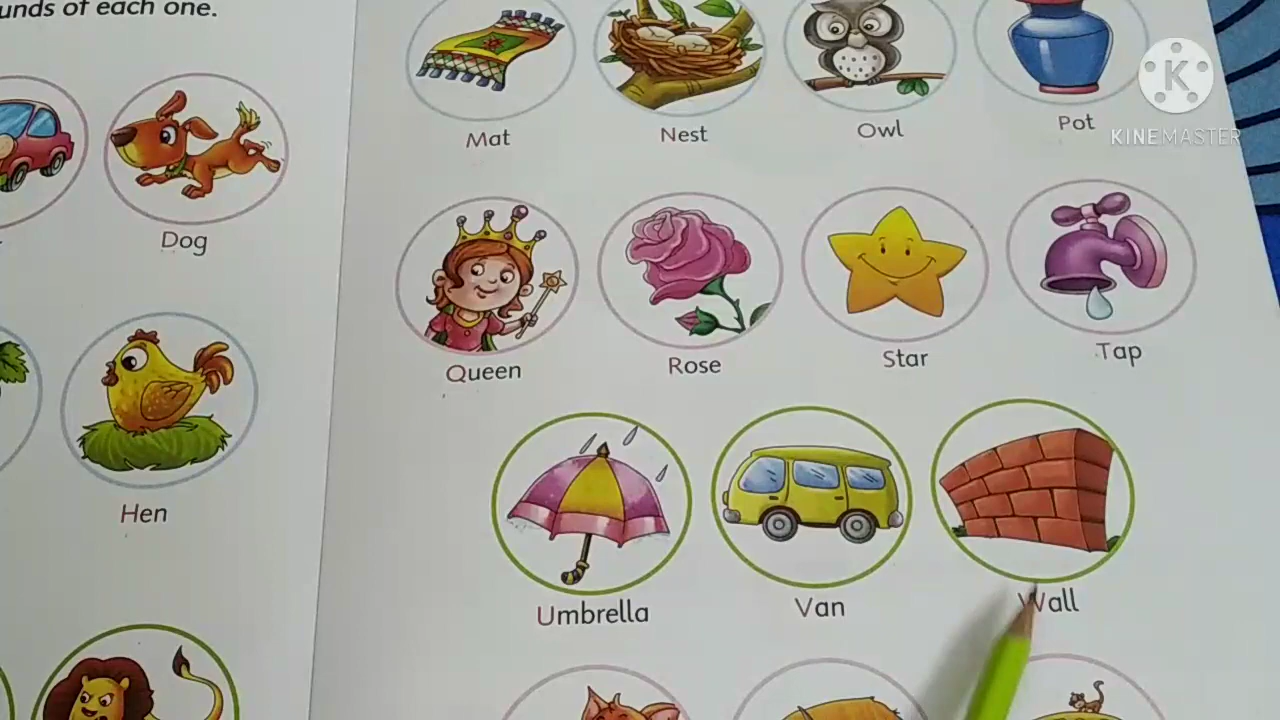 unds of each one.
Dog
Hen
Mat Nest Owl Pot
Queen Rose Star Tap
Umbrella Van Wall
K
KINEMASTER